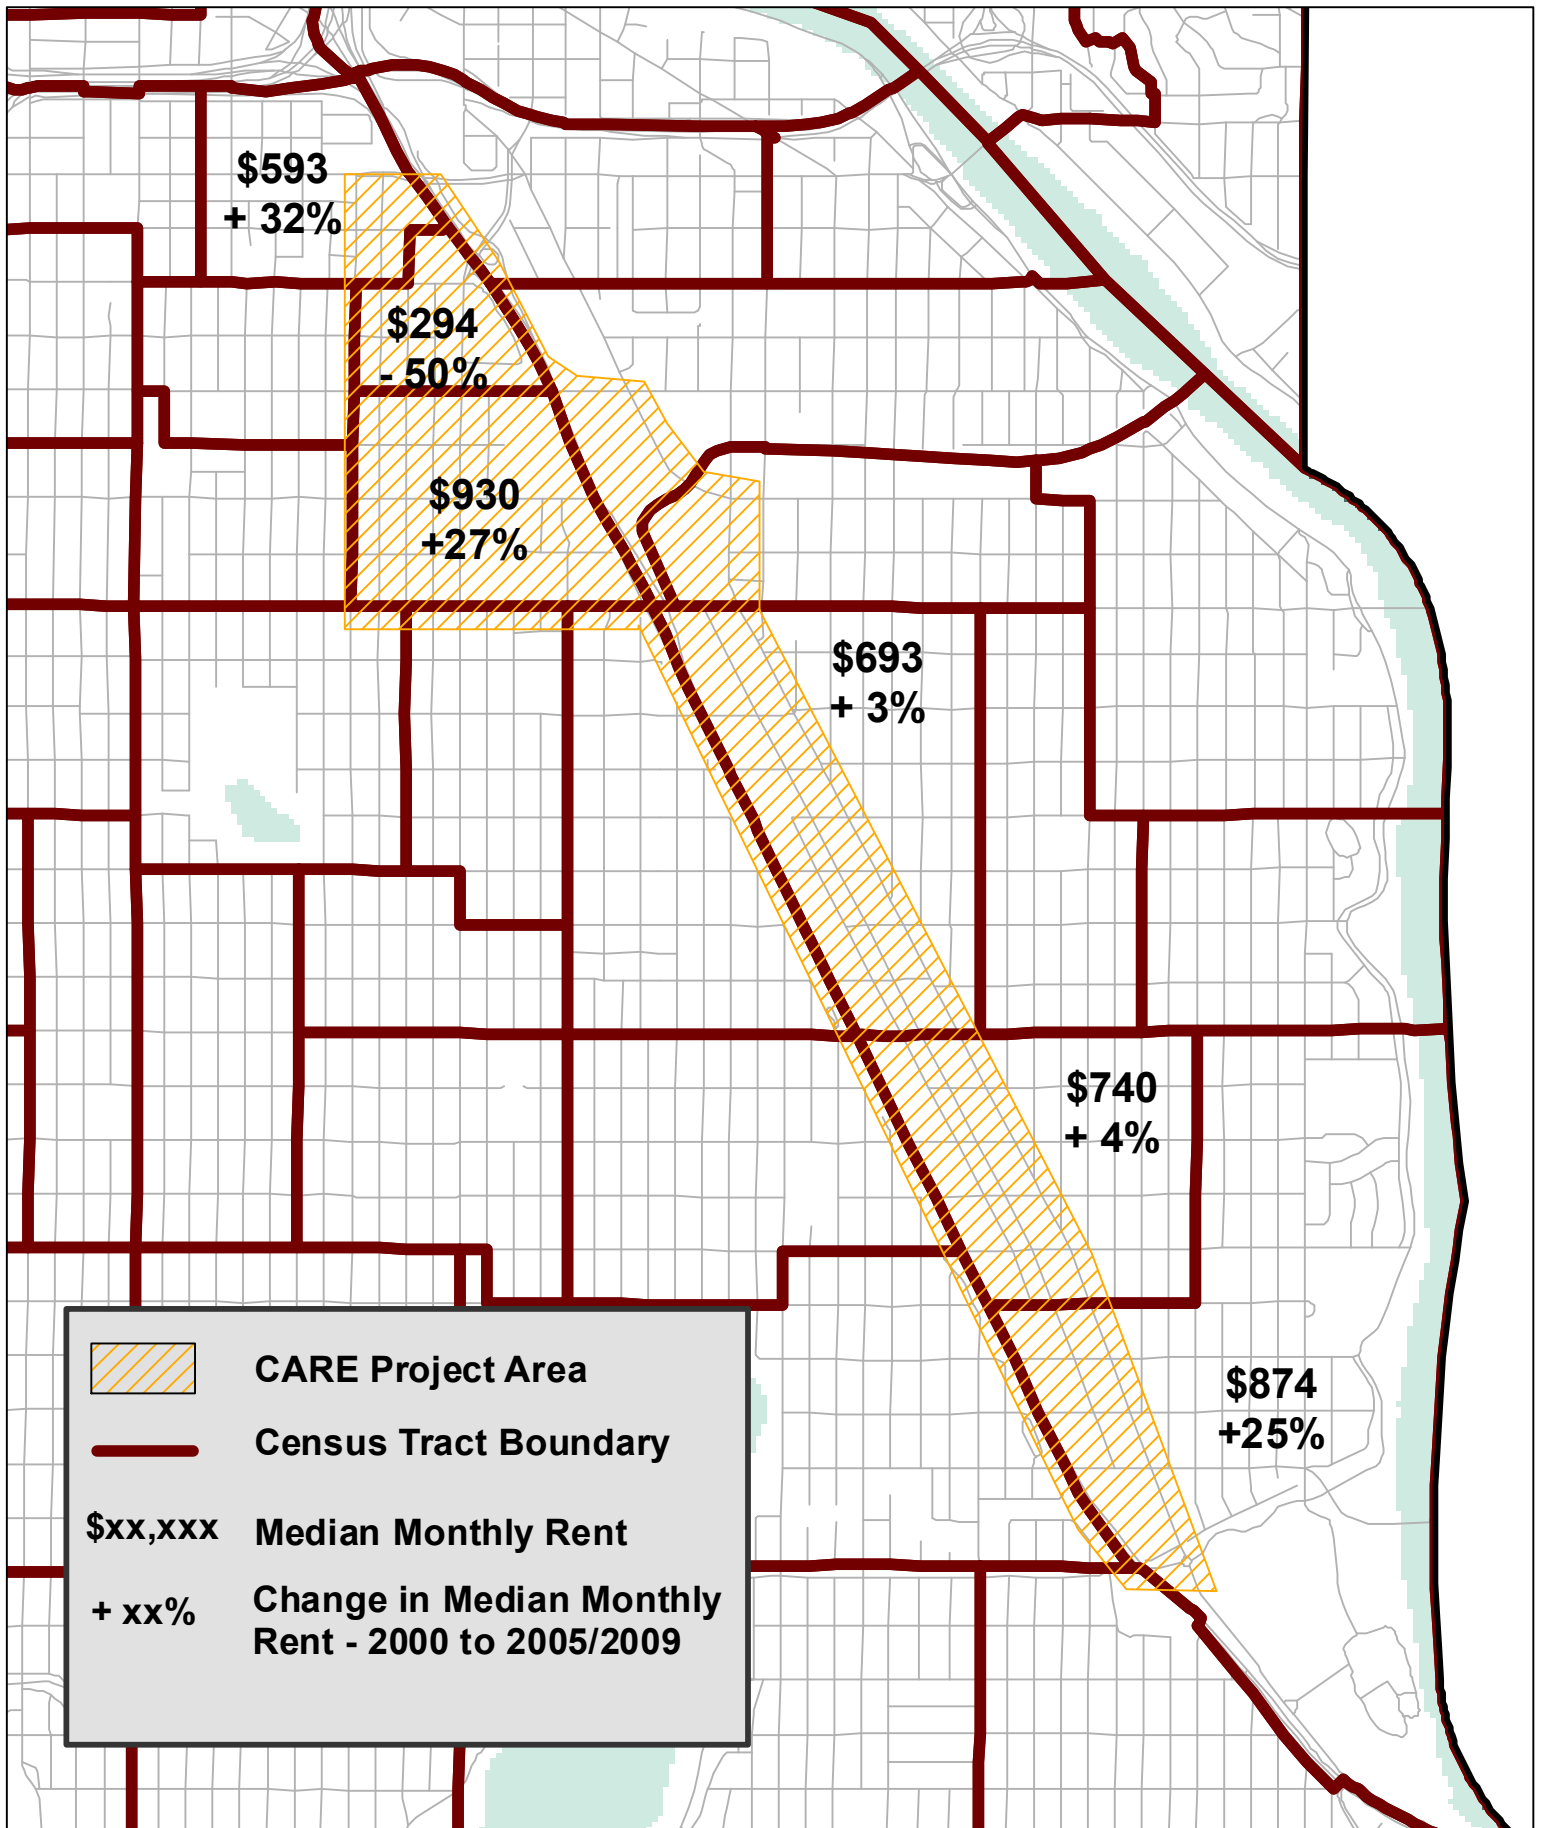 $593
+ 32%
$294
- 50%
$930
+27%
$693
+ 3%
$740
+ 4%
$874
+25%
CARE Project Area
Census Tract Boundary
$xx,xxx Median Monthly Rent
+ xx% Change in Median Monthly
Rent - 2000 to 2005/2009